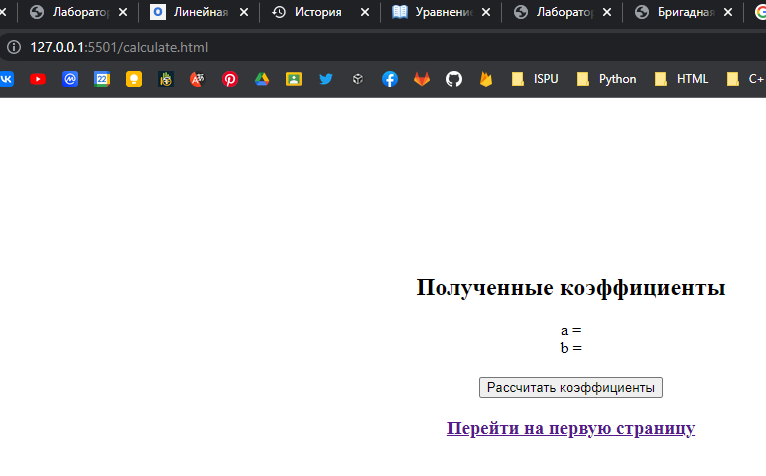 Лаборатор Линейная История Уравнение Лаборатор Бригадная
127.0.0.1:5501/calculate.html
ISPU Python HTML C+
Полученные коэффициенты
a =
b =
Рассчитать коэффициенты
Перейти на первую страницу